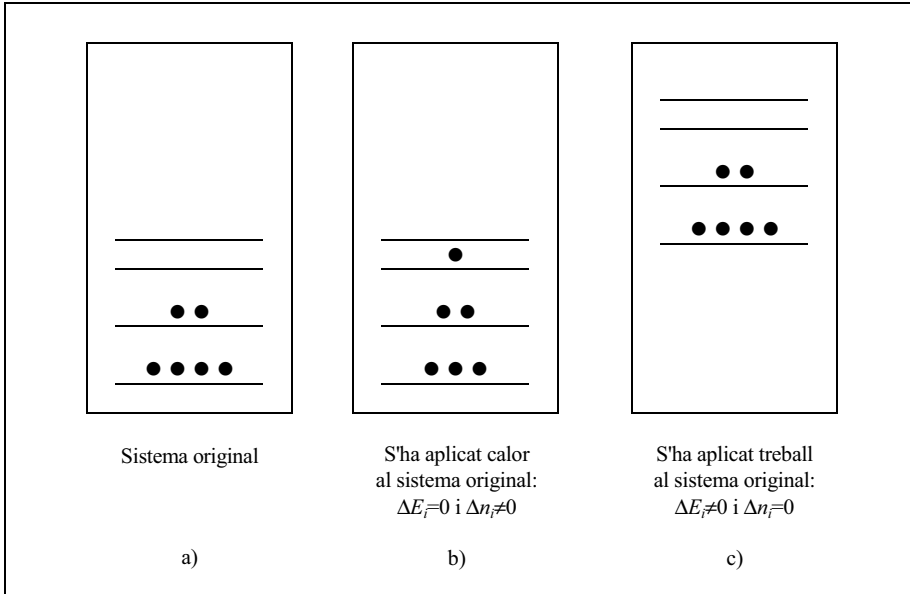 Sistema original
S'ha aplicat calor
al sistema original:
ΔEi=0 i Δni≠0
S'ha aplicat treball
al sistema original:
ΔEi≠0 i Δni=0
a)
b)
c)